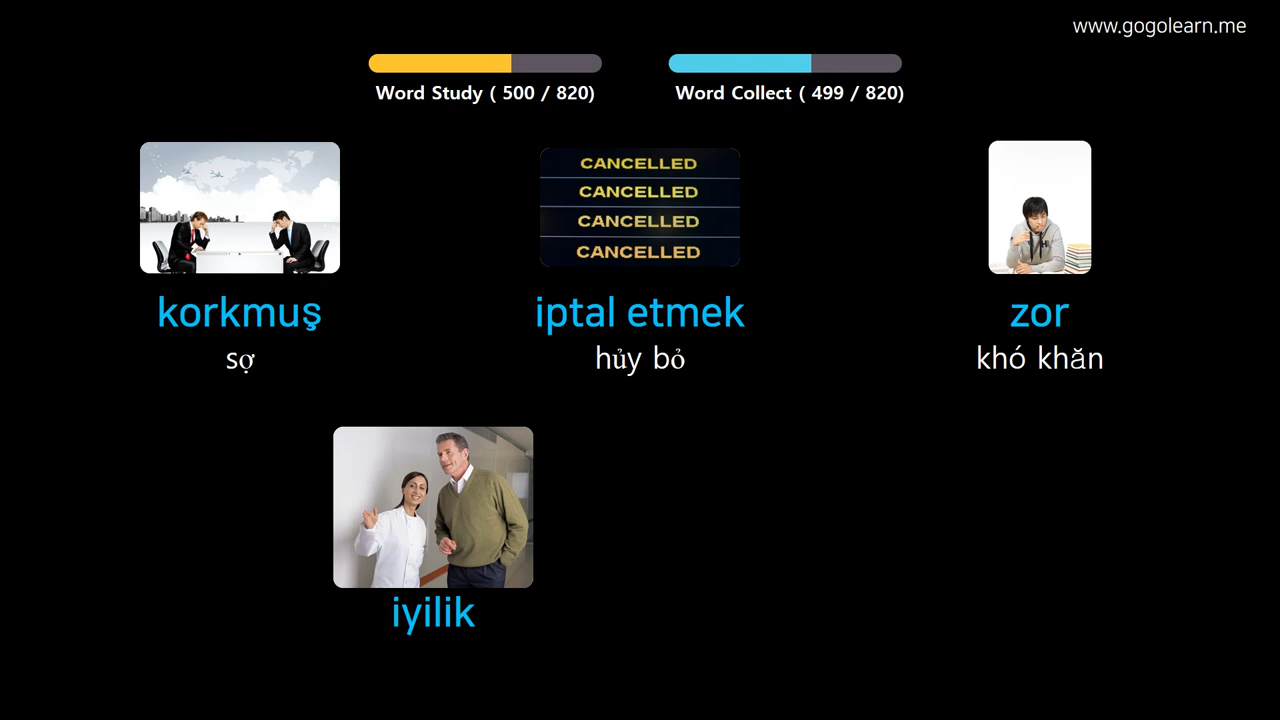 www.gogolearn.me
Word Study ( 500 / 820)
Word Collect ( 499 / 820)
CANCELLED
CANCELLED
CANCELLED
CANCELLED
korkmuş
iptal etmek
zor
sợ
hủy bỏ
khó khăn
iyilik